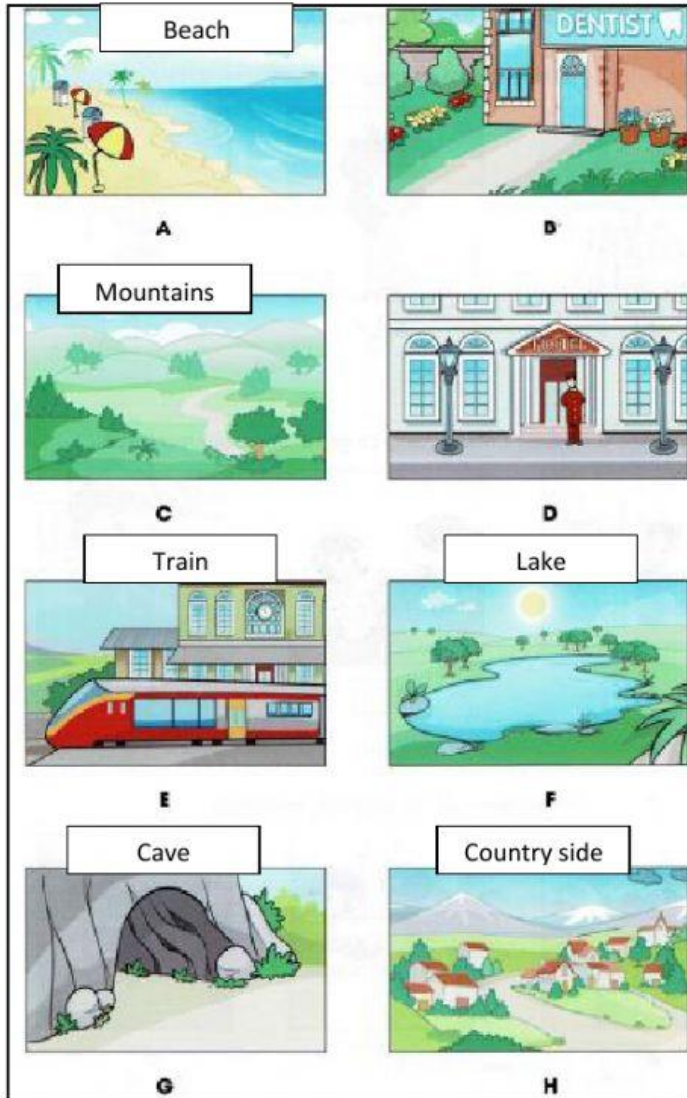 Beach
DENTIST
A
B
Mountains
HOTEL
C
D
Train
Lake
E
F
Cave
Country side
G
H